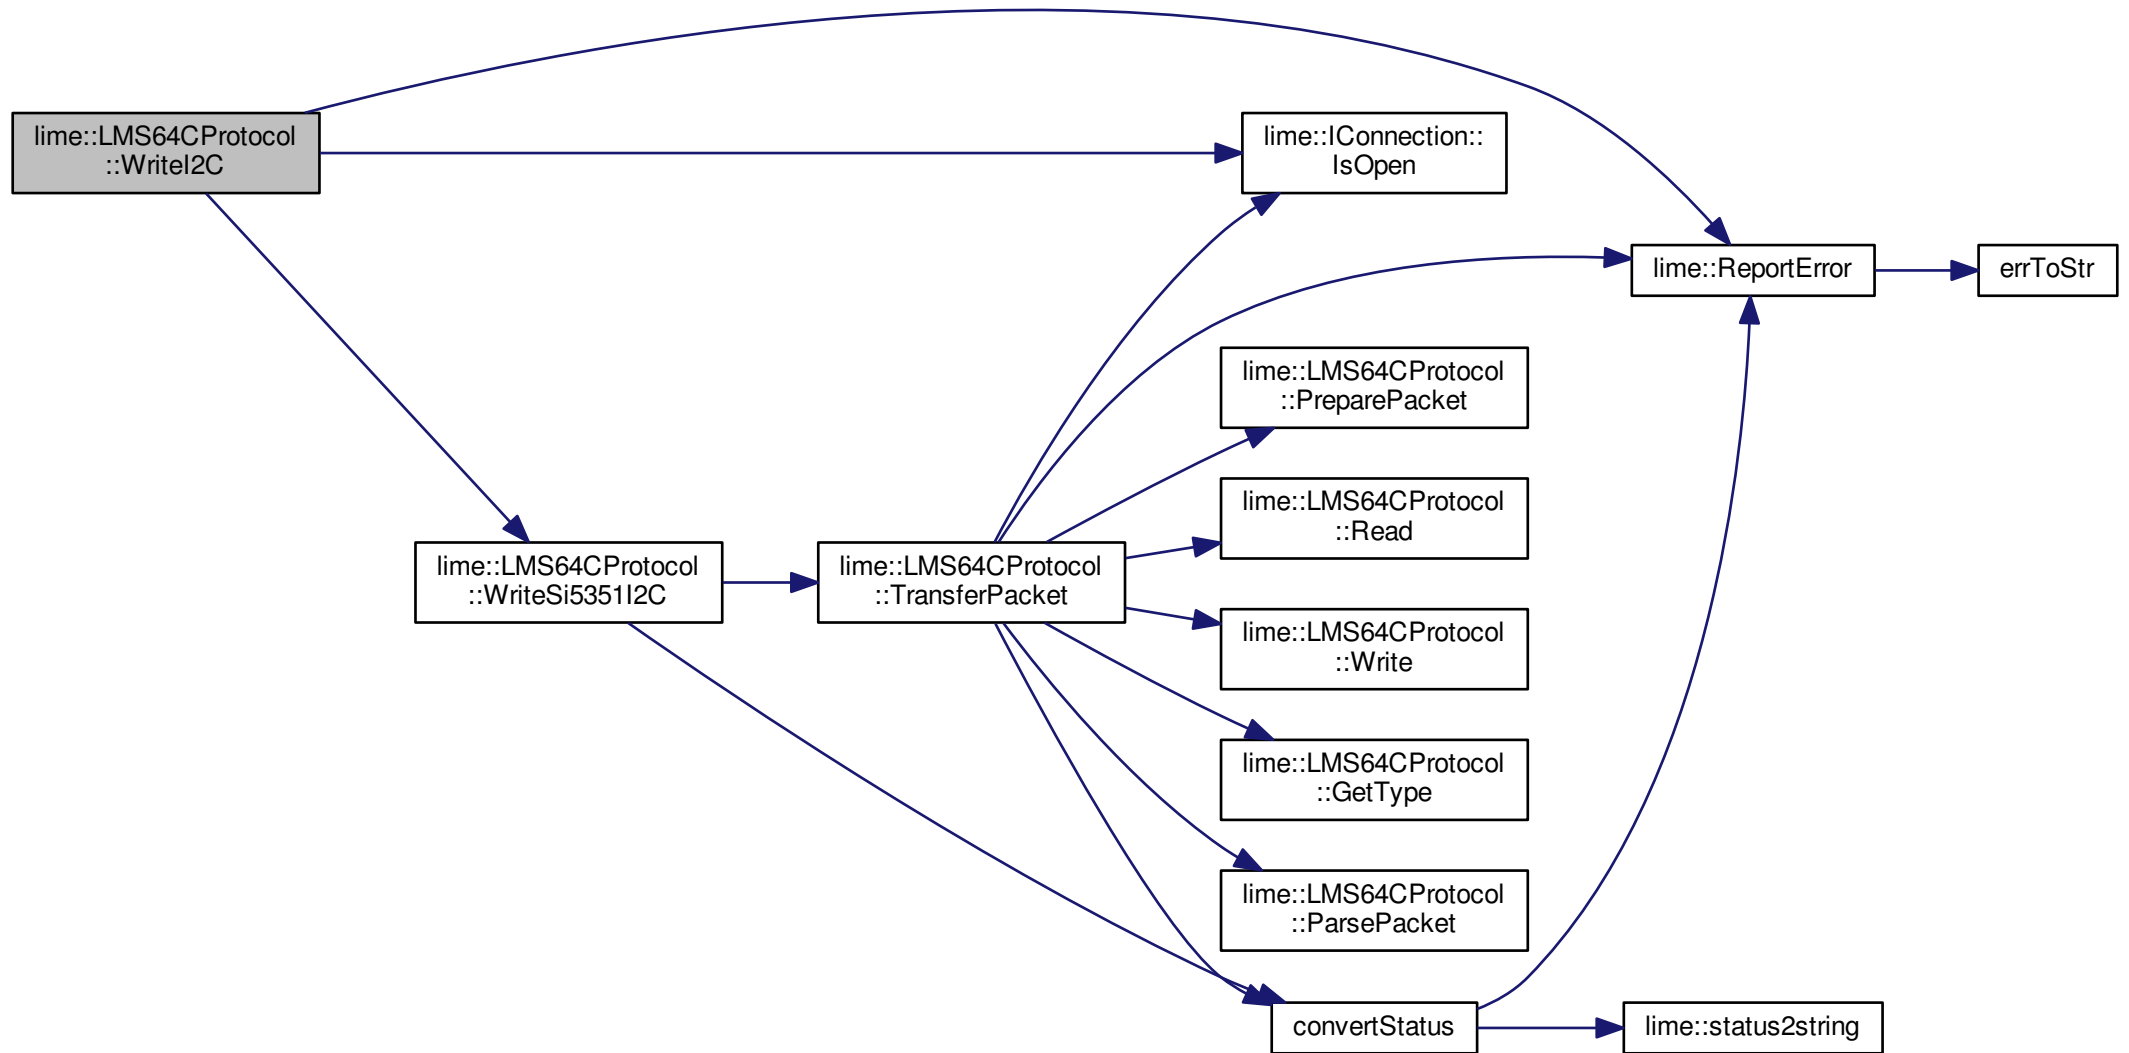 lime::LMS64CProtocol
::WriteI2C
lime::IConnection::
IsOpen
lime::ReportError
errToStr
lime::LMS64CProtocol
::PreparePacket
lime::LMS64CProtocol
::Read
lime::LMS64CProtocol
::WriteSi5351I2C
lime::LMS64CProtocol
::TransferPacket
lime::LMS64CProtocol
::Write
lime::LMS64CProtocol
::GetType
lime::LMS64CProtocol
::ParsePacket
convertStatus
lime::status2string